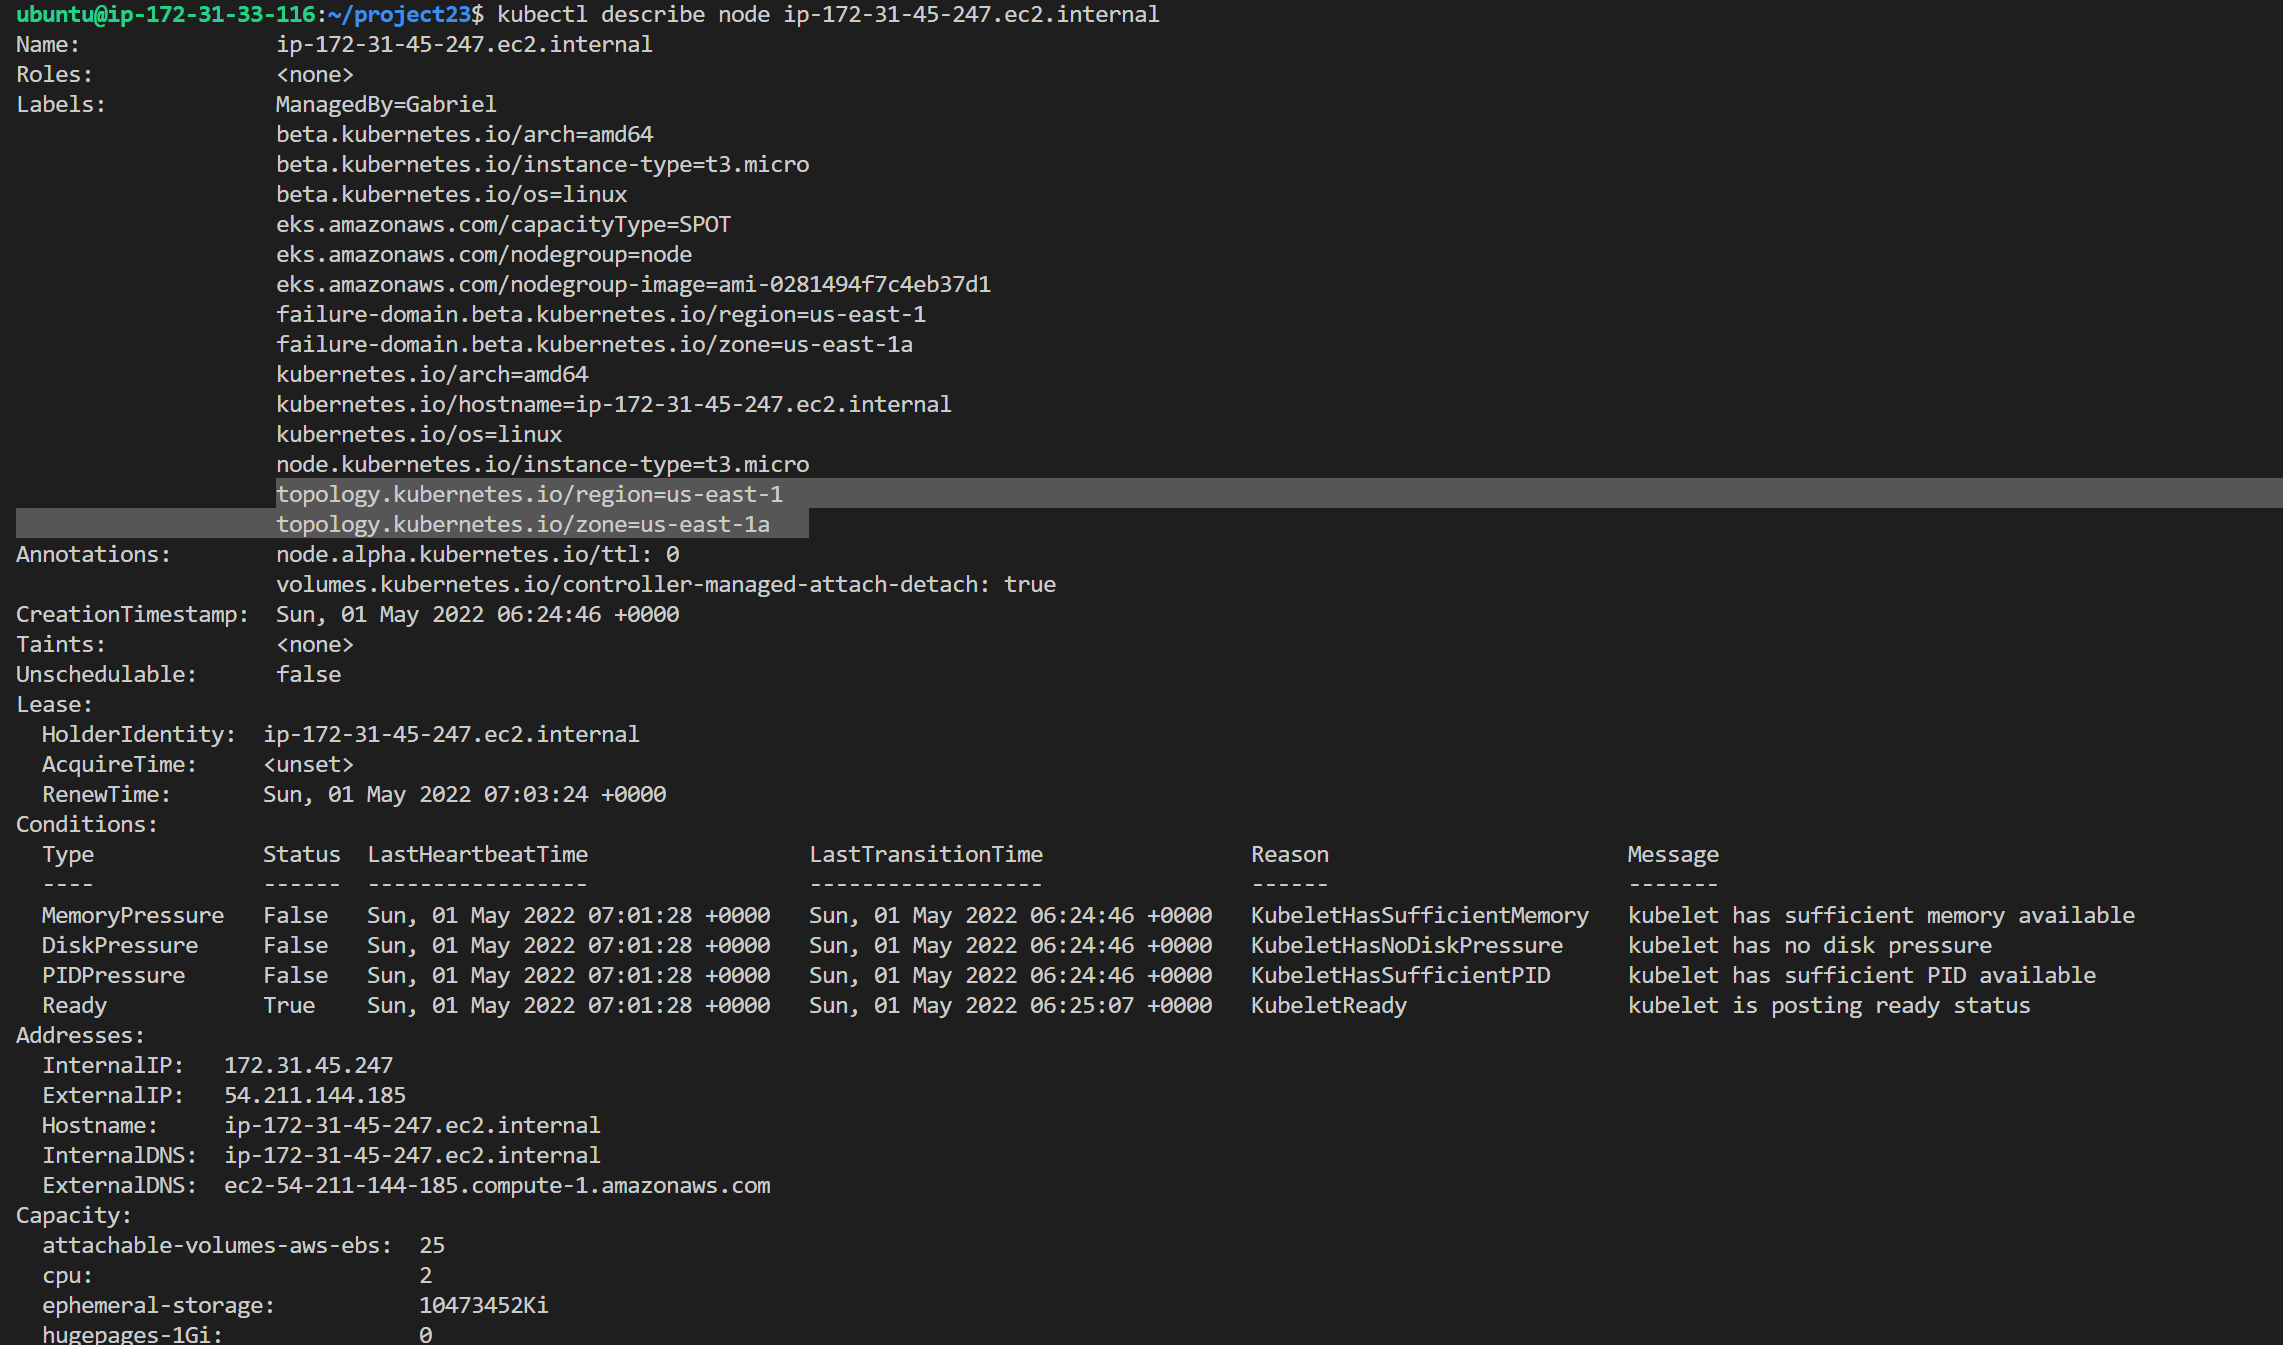 ubuntu@ip-172-31-33-116:~/project23$ kubectl describe node ip-172-31-45-247.ec2.internal
Name:               ip-172-31-45-247.ec2.internal
Roles:              <none>
Labels:             ManagedBy=Gabriel
                    beta.kubernetes.io/arch=amd64
                    beta.kubernetes.io/instance-type=t3.micro
                    beta.kubernetes.io/os=linux
                    eks.amazonaws.com/capacityType=SPOT
                    eks.amazonaws.com/nodegroup=node
                    eks.amazonaws.com/nodegroup-image=ami-0281494f7c4eb37d1
                    failure-domain.beta.kubernetes.io/region=us-east-1
                    failure-domain.beta.kubernetes.io/zone=us-east-1a
                    kubernetes.io/arch=amd64
                    kubernetes.io/hostname=ip-172-31-45-247.ec2.internal
                    kubernetes.io/os=linux
                    node.kubernetes.io/instance-type=t3.micro
                    topology.kubernetes.io/region=us-east-1
                    topology.kubernetes.io/zone=us-east-1a
Annotations:        node.alpha.kubernetes.io/ttl: 0
                    volumes.kubernetes.io/controller-managed-attach-detach: true
CreationTimestamp:  Sun, 01 May 2022 06:24:46 +0000
Taints:             <none>
Unschedulable:      false
Lease:
  HolderIdentity:  ip-172-31-45-247.ec2.internal
  AcquireTime:     <unset>
  RenewTime:       Sun, 01 May 2022 07:03:24 +0000
Conditions:
  Type             Status  LastHeartbeatTime                 LastTransitionTime                Reason                       Message
  ----             ------  -----------------                 ------------------                ------                       -------
  MemoryPressure   False   Sun, 01 May 2022 07:01:28 +0000   Sun, 01 May 2022 06:24:46 +0000   KubeletHasSufficientMemory   kubelet has sufficient memory available
  DiskPressure     False   Sun, 01 May 2022 07:01:28 +0000   Sun, 01 May 2022 06:24:46 +0000   KubeletHasNoDiskPressure     kubelet has no disk pressure
  PIDPressure      False   Sun, 01 May 2022 07:01:28 +0000   Sun, 01 May 2022 06:24:46 +0000   KubeletHasSufficientPID      kubelet has sufficient PID available
  Ready            True    Sun, 01 May 2022 07:01:28 +0000   Sun, 01 May 2022 06:25:07 +0000   KubeletReady                 kubelet is posting ready status
Addresses:
  InternalIP:   172.31.45.247
  ExternalIP:   54.211.144.185
  Hostname:     ip-172-31-45-247.ec2.internal
  InternalDNS:  ip-172-31-45-247.ec2.internal
  ExternalDNS:  ec2-54-211-144-185.compute-1.amazonaws.com
Capacity:
  attachable-volumes-aws-ebs:  25
  cpu:                         2
  ephemeral-storage:           10473452Ki
  hugepages-1Gi:               0